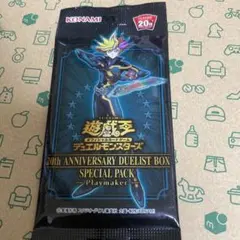 KONAMI
20th
遊戯王
デュエルモンスターズ
20th ANNIVERSARY DUELIST BOX
SPECIAL PACK
- Playmaker -